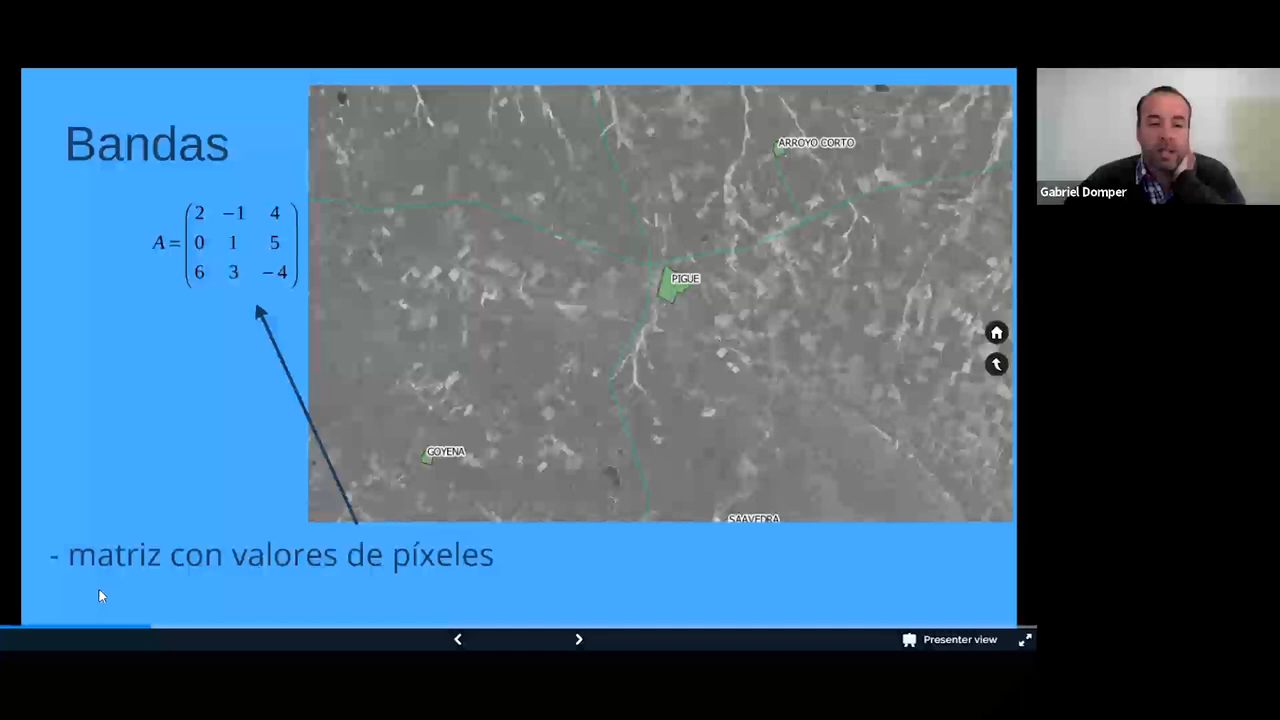 Bandas
A = 2 −1 4
0 1 5
6 3 −4
ARROYO CORTO
PIGUE
GOYENA
SAAVEDRA
- matriz con valores de píxeles
Gabriel Domper
Presenter view